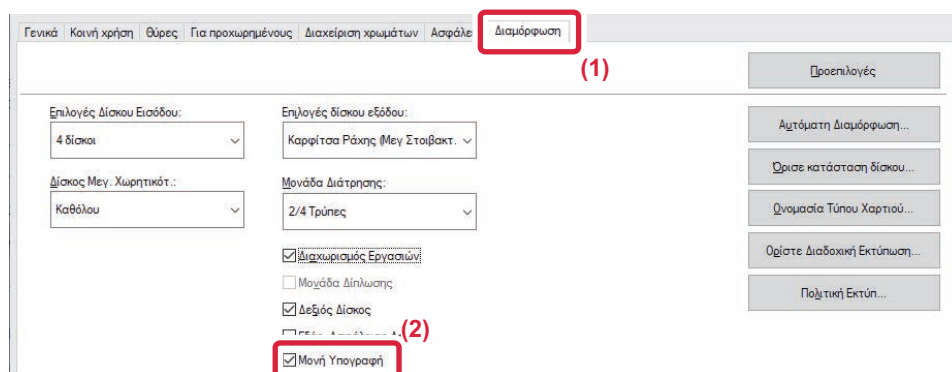 Γενικά Κοινή χρήση Θύρες Για προχωρημένους Διαχείριση χρωμάτων Ασφάλε Διαμόρφωση
(1)
Προεπιλογές
Επιλογές Δίσκου Εισόδου:
4 δίσκοι
Δίσκος Μεγ. Χωρητικότ.:
Καθόλου
Επιλογές δίσκου εξόδου:
Καρφίτσα Ράχης (Μεγ Στοιβακτ.
Μονάδα Διάτρησης:
2/4 Τρύπες
Διαχωρισμός Εργασιών
Μονάδα Δίπλωσης
Δεξιός Δίσκος
(2)
Μονή Υπογραφή
Αυτόματη Διαμόρφωση...
Όρισε κατάσταση δίσκου...
Ονομασία Τύπου Χαρτιού...
Ορίστε Διαδοχική Εκτύπωση...
Πολιτική Εκτύπ...